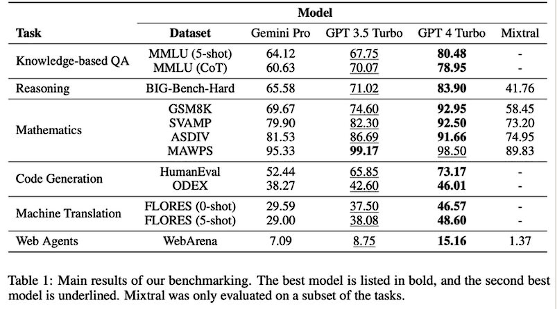 Model
Task Dataset Gemini Pro GPT 3.5 Turbo GPT 4 Turbo Mixtral
Knowledge-based QA MMLU (5-shot) 64.12 67.75 80.48 -
MMLU (CoT) 60.63 70.07 78.95 -
Reasoning BIG-Bench-Hard 65.58 71.02 83.90 41.76
Mathematics GSM8K 69.67 74.60 92.95 58.45
SVAMP 79.90 82.30 92.50 73.20
ASDIV 81.53 86.69 91.66 74.95
MAWPS 95.33 99.17 98.50 89.83
Code Generation HumanEval 52.44 65.85 73.17 -
ODEX 38.27 42.60 46.01 -
Machine Translation FLORES (0-shot) 29.59 37.50 46.57 -
FLORES (5-shot) 29.00 38.08 48.60 -
Web Agents WebArena 7.09 8.75 15.16 1.37
Table 1: Main results of our benchmarking. The best model is listed in bold, and the second best
model is underlined. Mixtral was only evaluated on a subset of the tasks.